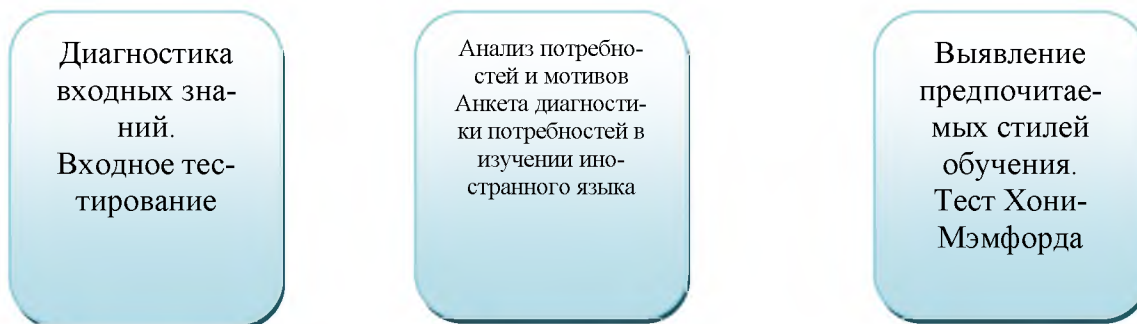 Диагностика
входных зна-
ний.
Входное тес-
тирование
Анализ потребно-
стей и мотивов
Анкета диагности-
ки потребностей в
изучении ино-
странного языка
Выявление
предпочитае-
мых стилей
обучения.
Тест Хони-
Мэмфорда